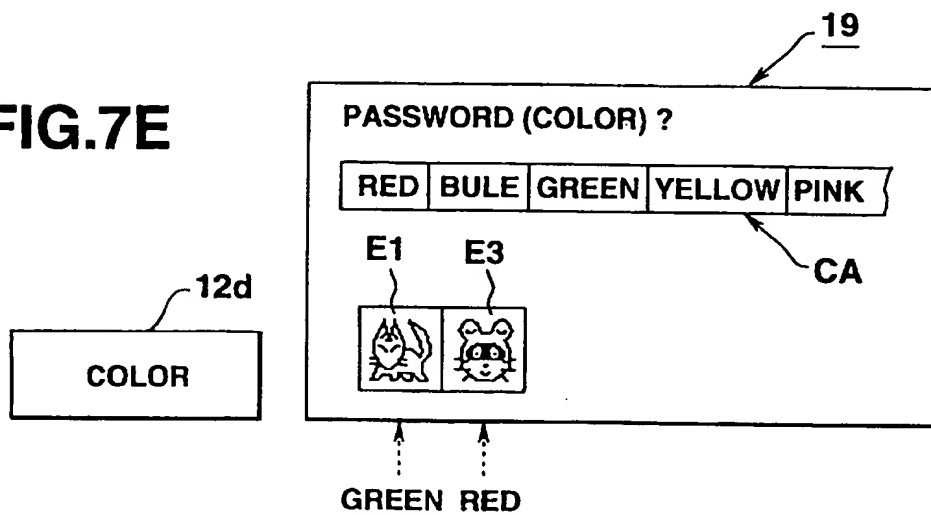 19
FIG.7E
PASSWORD (COLOR) ?
RED BULE GREEN YELLOW PINK
E1 E3
CA
12d
COLOR
GREEN RED